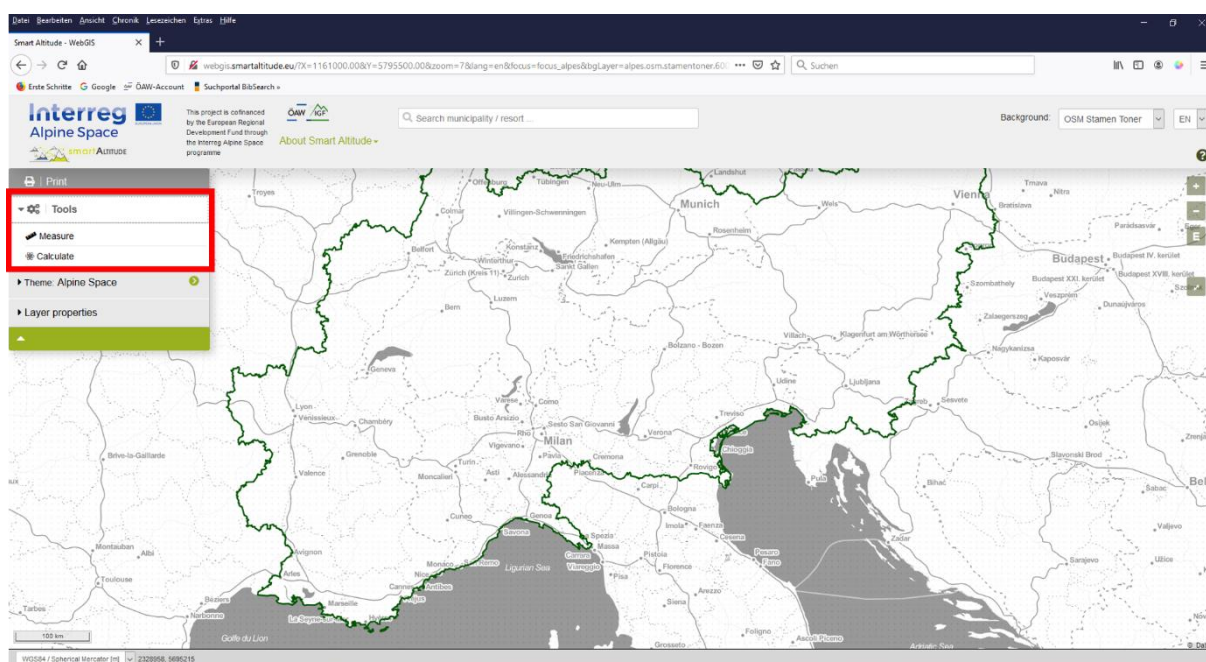 Datei Bearbeiten Ansicht Chronik Lesezeichen Extras Hilfe
Smart Altitude - WebGIS
webgis.smartaltitude.eu/?X=1161000.00&Y=5795500.00&zoom=7&lang=en&focus=focus_alpes&bgLayer=alpes.osm.stamentoner.60
Suchen
Erste Schritte Google ÖAW-Account Suchportal BibSearch »
Interreg
Alpine Space
smartAltitude
This project is cofinanced
by the European Regional
Development Fund through
the Interreg Alpine Space
programme
ÖAW IGF
About Smart Altitude
Search municipality / resort ...
Background: OSM Stamen Toner EN
Print
Tools
Measure
Calculate
Theme: Alpine Space
Layer properties
Troyes
Offenburg
Tübingen
Neu-Ulm
Landshut
Colmar
Villingen-Schwenningen
Munich
Wels
Vienna
Trnava
Nitra
Bratislava
Rosenheim
Kempten (Allgäu)
Belfort
Konstanz
Friedrichshafen
Winterthur
Sankt Gallen
Zürich (Kreis 11)
Zurich
Parádsasvár
Budapest
Budapest IV. kerület
Budapest XXI. kerület
Budapest XVIII. kerület
Szombathely
Veszprém
Dunaújváros
Luzern
Bern
Zalaegerszeg
Villach
Klagenfurt am Wörthersee
Bolzano - Bozen
Nagykanizsa
Kaposvár
Geneva
Udine
Ljubljana
Varese
Como
Lyon
Vénissieux
Chambéry
Busto Arsizio
Sesto San Giovanni
Rho
Milan
Vigevano
Treviso
Verona
Sesvete
Osijek
Brive-la-Gaillarde
Grenoble
Turin
Pavia
Cremona
Chioggia
Rovigo
Slavonski Brod
Valence
Moncalieri
Asti
Alessandria
Piacenza
Carpi
Pula
Bihać
Šabac
Bel
Cuneo
Genoa
Savona
Bologna
Imola
Faenza
Cesena
La Spezia
Massa
Carrara
Viareggio
Zadar
Valjevo
Montauban
Albi
Avignon
Monaco
Nice
Ligurian Sea
Pistoia
Florence
Pesaro
Fano
Sarajevo
Užice
Toulouse
Arles
Cannes
Antibes
Pisa
Arezzo
Béziers
Marseille
Siena
Tarbes
Narbonne
100 km
Golfe du Lion
Foligno
Ascoli Piceno
Grosseto
Adriatic Sea
WGS84 / Spherical Mercator [m] 2328958, 5695215